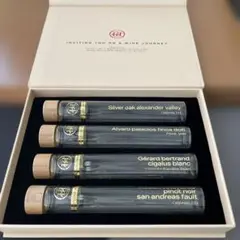 INVITING YOU ON A WINE JOURNEY
Silver oak alexander valley
Alvaro palacios finca dofi
Gérard bertrand
cigalus blanc
pinot noir
san andreas fault